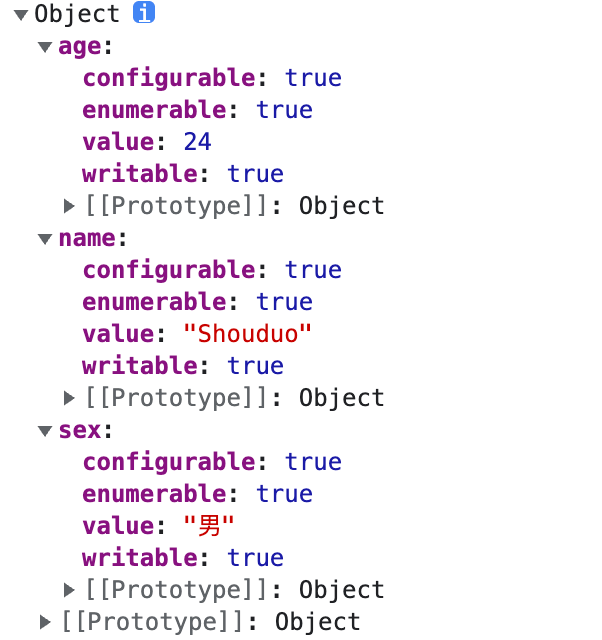 Object i
age:
configurable: true
enumerable: true
value: 24
writable: true
[[Prototype]]: Object
name:
configurable: true
enumerable: true
value: "Shouduo"
writable: true
[[Prototype]]: Object
sex:
configurable: true
enumerable: true
value: "男"
writable: true
[[Prototype]]: Object
[[Prototype]]: Object